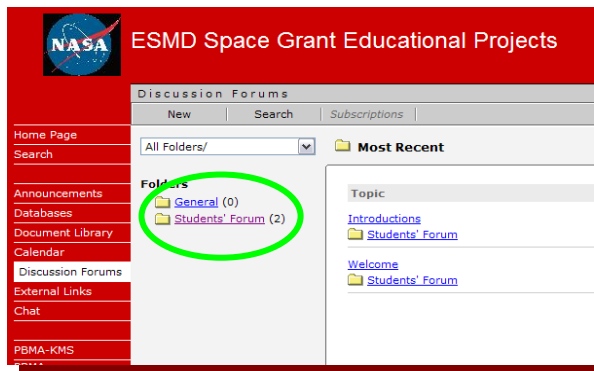 NASA
ESMD Space Grant Educational Projects
Discussion Forums
New Search Subscriptions
Home Page
Search
Announcements
Databases
Document Library
Calendar
Discussion Forums
External Links
Chat
PBMA-KMS
All Folders/
Folders
General (0)
Students' Forum (2)
Most Recent
Topic
Introductions
Students' Forum
Welcome
Students' Forum